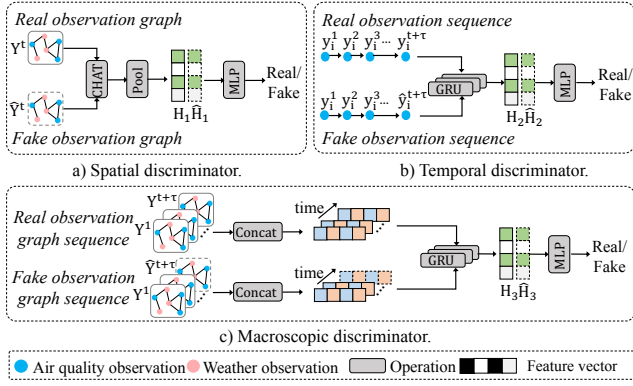 Real observation graph
Y^t
Ŷ^t
CHAT
Pool
H₁Ĥ₁
MLP
Real/
Fake
Fake observation graph
a) Spatial discriminator.
Real observation sequence
y_i^1 y_i^2 y_i^3 ... y_i^{t+τ}
GRU
H₂Ĥ₂
MLP
Real/
Fake
y_i^1 y_i^2 y_i^3 ... ŷ_i^{t+τ}
Fake observation sequence
b) Temporal discriminator.
Real observation
graph sequence
Y^{t+τ}
Y^1
Concat
time
Fake observation
graph sequence
Ŷ^{t+τ}
Y^1
Concat
time
GRU
H₃Ĥ₃
MLP
Real/
Fake
c) Macroscopic discriminator.
Air quality observation Weather observation Operation Feature vector